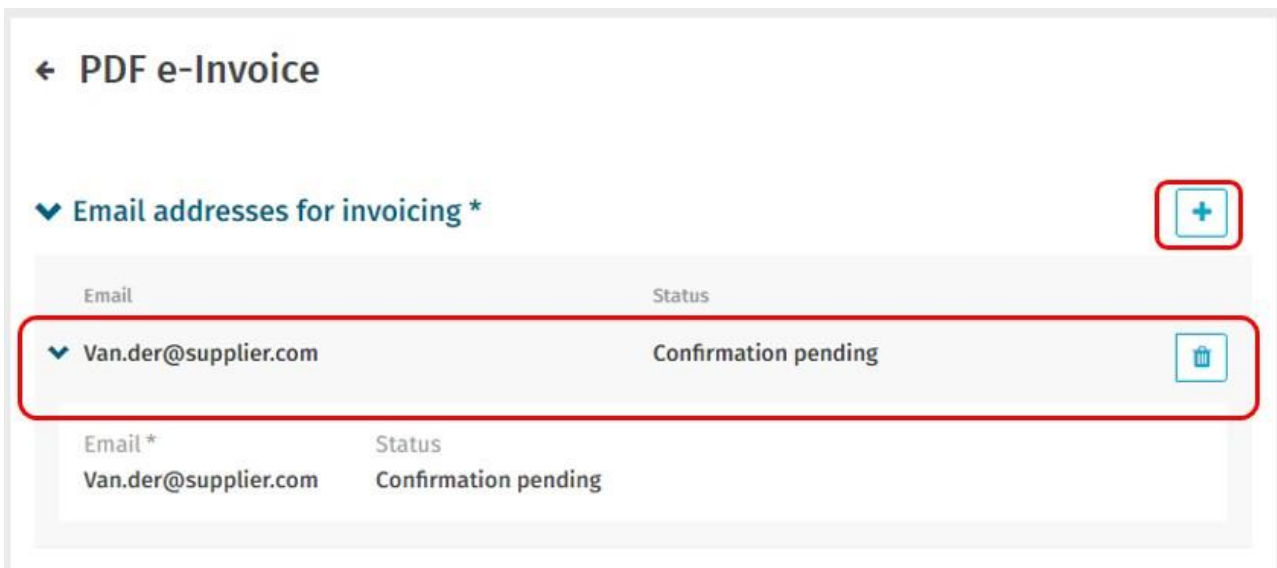 PDF e-Invoice
Email addresses for invoicing *
Email Status
Van.der@supplier.com Confirmation pending
Email * Status
Van.der@supplier.com Confirmation pending